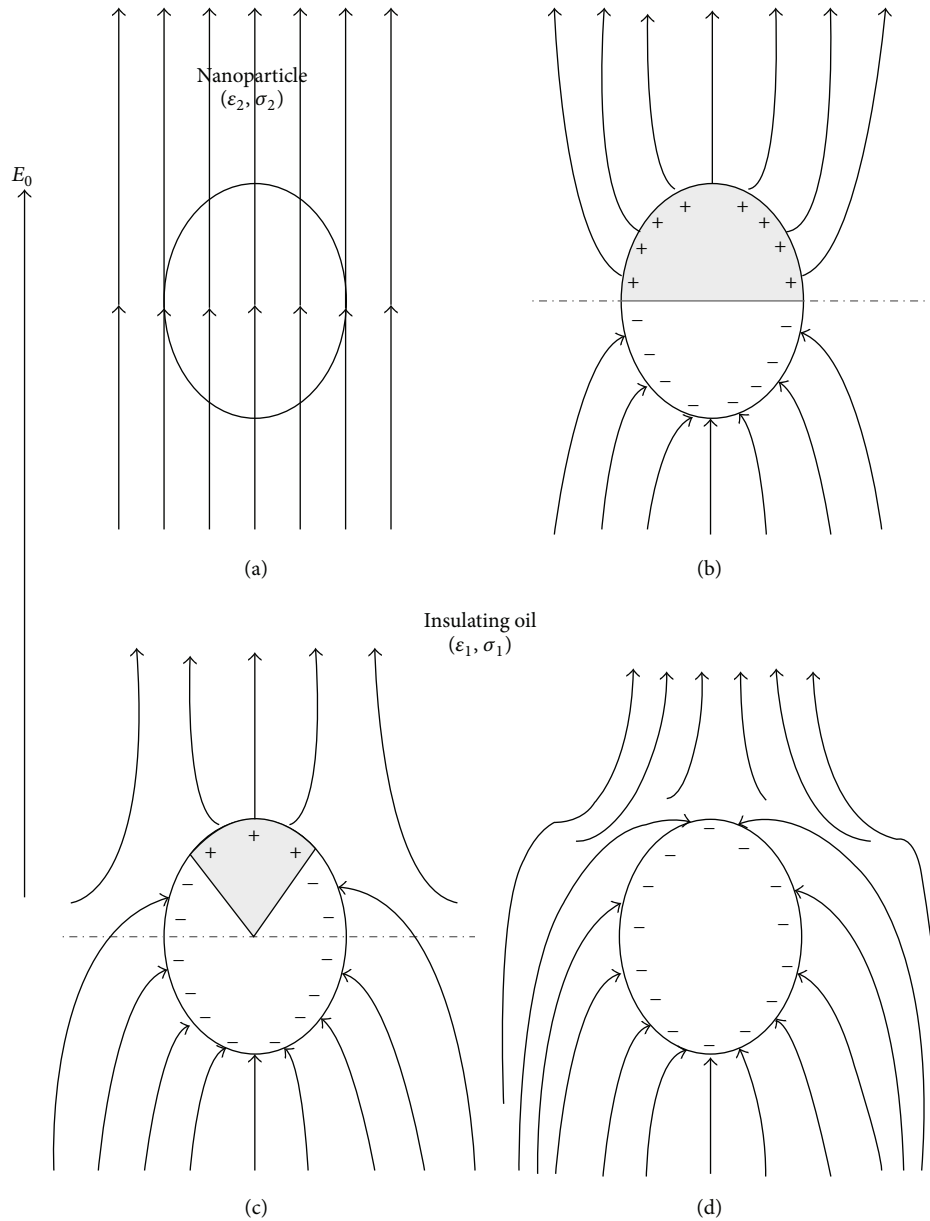 Nanoparticle
(ε₂, σ₂)
E₀
+ + + + + + + +
− − − − − − − −
(a)
(b)
Insulating oil
(ε₁, σ₁)
+ + +
− − − − − − − − − −
− − − − − − − − − − − −
(c)
(d)